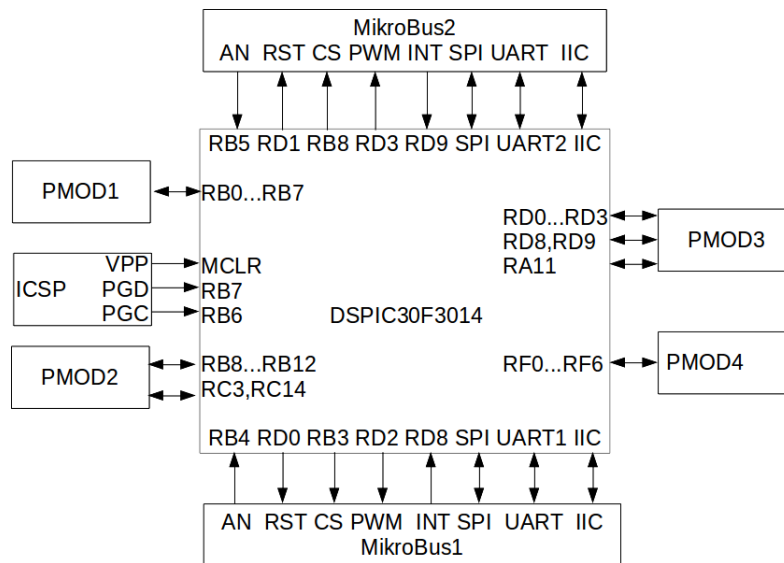 MikroBus2
AN RST CS PWM INT SPI UART IIC
RB5 RD1 RB8 RD3 RD9 SPI UART2 IIC
PMOD1
RB0...RB7
RD0...RD3
RD8,RD9
RA11
PMOD3
ICSP
VPP
PGD
PGC
MCLR
RB7
RB6
DSPIC30F3014
PMOD2
RB8...RB12
RC3,RC14
RF0...RF6
PMOD4
RB4 RD0 RB3 RD2 RD8 SPI UART1 IIC
AN RST CS PWM INT SPI UART IIC
MikroBus1